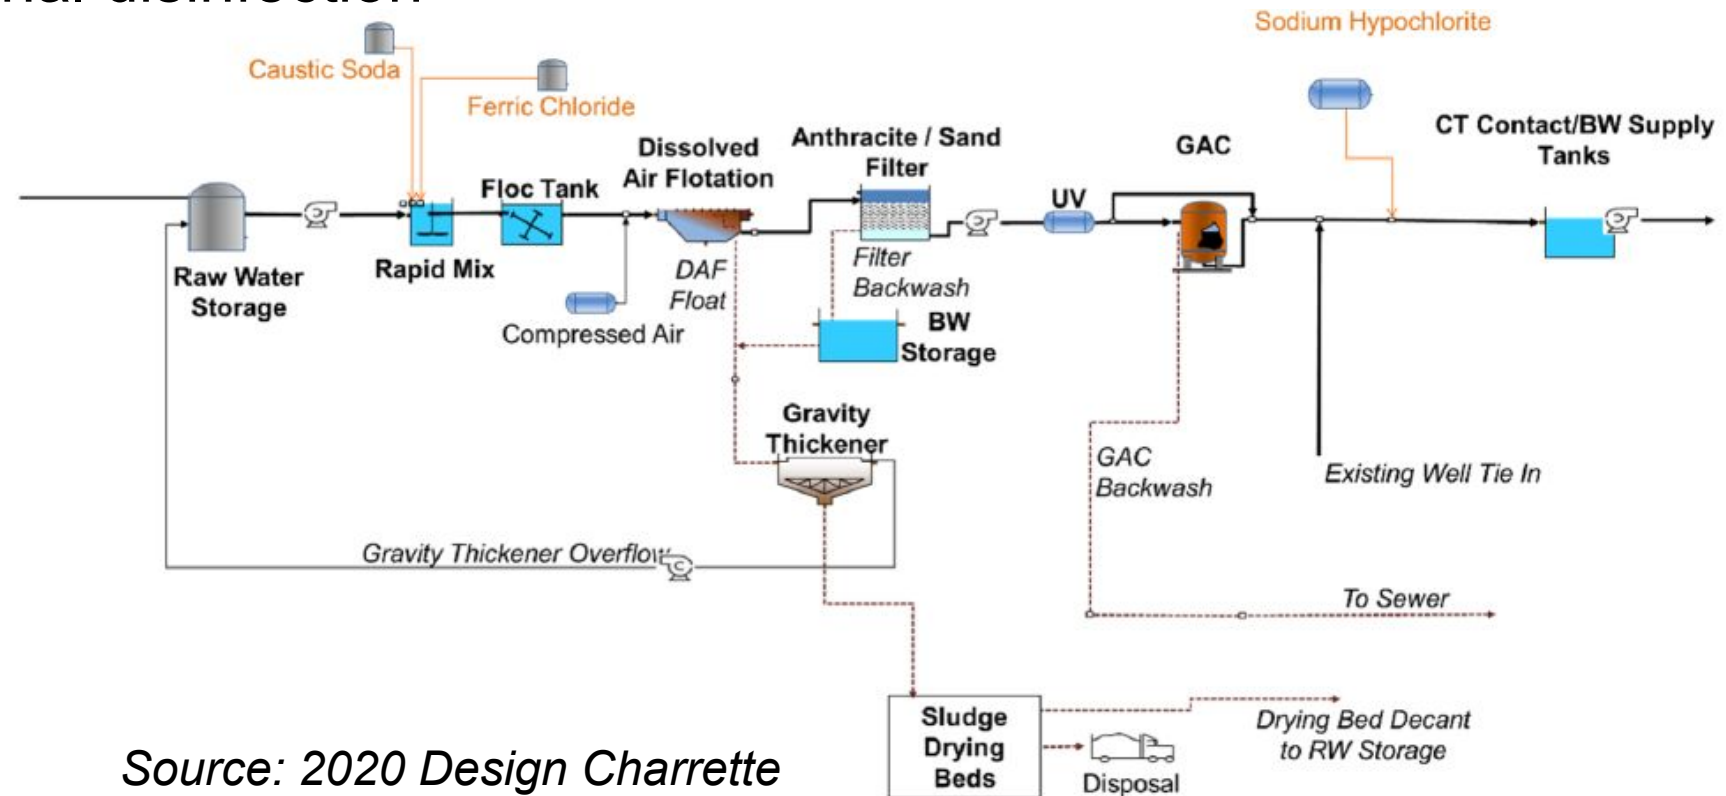 Sodium Hypochlorite
Caustic Soda
Ferric Chloride
Dissolved
Air Flotation
Anthracite / Sand
Filter
GAC
CT Contact/BW Supply
Tanks
Floc Tank
UV
Raw Water
Storage
Rapid Mix
DAF
Float
Filter
Backwash
Compressed Air
BW
Storage
Gravity
Thickener
GAC
Backwash
Existing Well Tie In
Gravity Thickener Overflow
To Sewer
Sludge
Drying
Beds
Drying Bed Decant
to RW Storage
Disposal
Source: 2020 Design Charrette